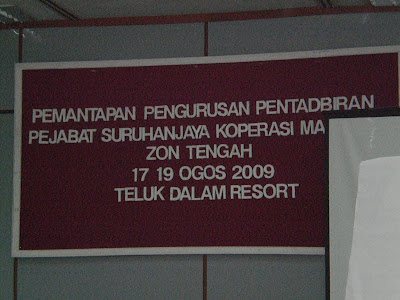 PEMANTAPAN PENGURUSAN PENTADBIRAN
PEJABAT SURUHANJAYA KOPERASI
ZON TENGAH
17 19 OGOS 2009
TELUK DALAM RESORT